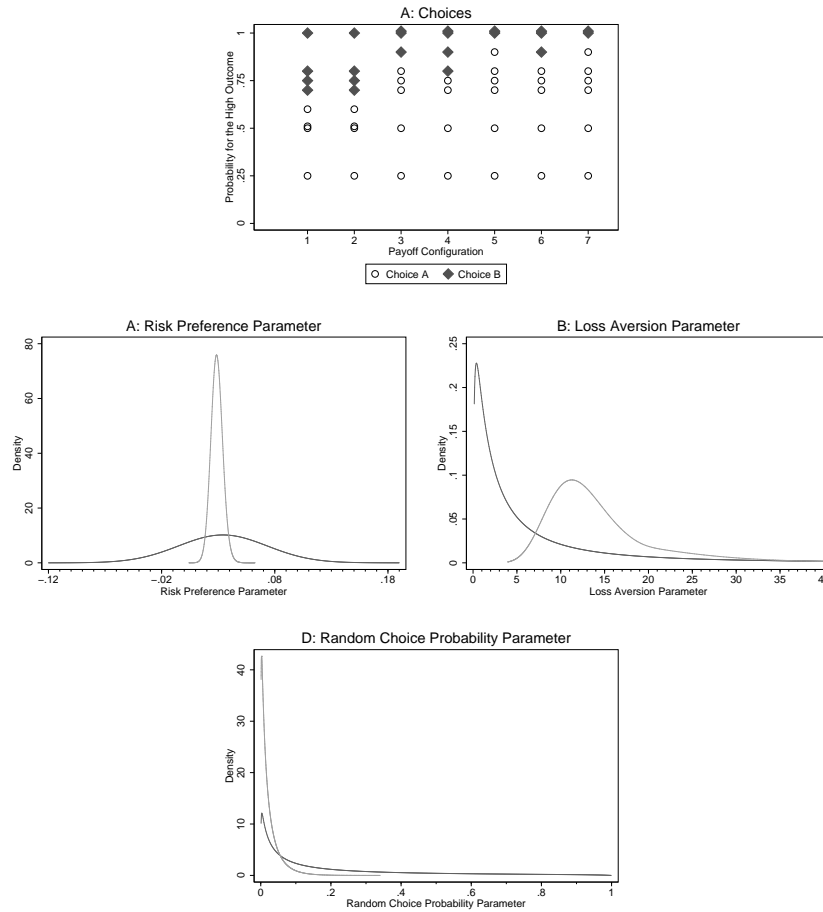 A: Choices
Probability for the High Outcome
1
.75
.5
.25
0
1 2 3 4 5 6 7
Payoff Configuration
Choice A Choice B
A: Risk Preference Parameter
Density
80
60
40
20
0
-.12 -.02 .08 .18
Risk Preference Parameter
B: Loss Aversion Parameter
Density
.25
.2
.15
.1
.05
0
0 5 10 15 20 25 30 35 40
Loss Aversion Parameter
D: Random Choice Probability Parameter
Density
40
30
20
10
0
0 .2 .4 .6 .8 1
Random Choice Probability Parameter